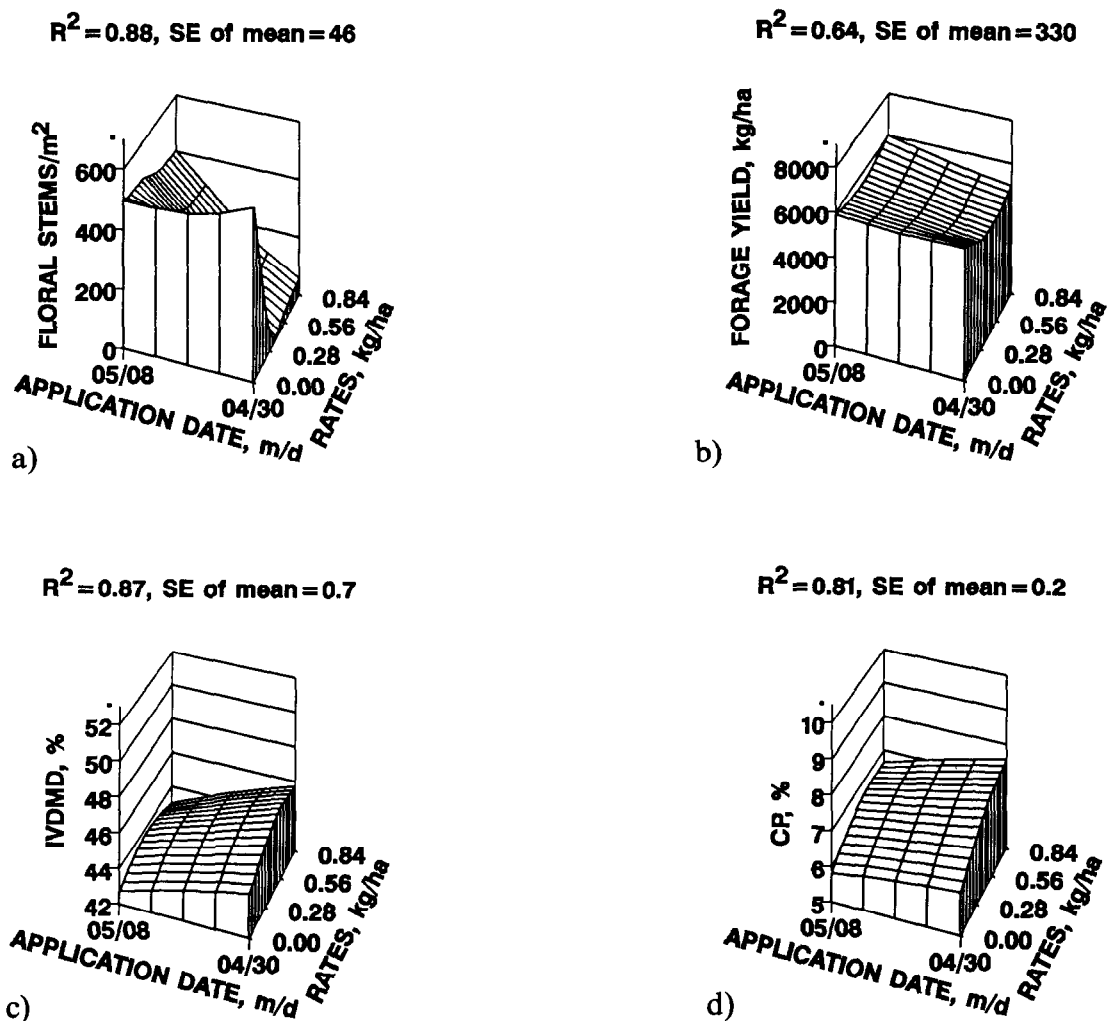 R²=0.88, SE of mean=46
FLORAL STEMS/m²
600
400
200
0
05/08
04/30
APPLICATION DATE, m/d
0.84
0.56
0.28
0.00
RATES, kg/ha
a)
R²=0.64, SE of mean=330
FORAGE YIELD, kg/ha
8000
6000
4000
2000
0
05/08
04/30
APPLICATION DATE, m/d
0.84
0.56
0.28
0.00
RATES, kg/ha
b)
R²=0.87, SE of mean=0.7
IVDMD, %
52
50
48
46
44
42
05/08
04/30
APPLICATION DATE, m/d
0.84
0.56
0.28
0.00
RATES, kg/ha
c)
R²=0.81, SE of mean=0.2
CP, %
10
9
8
7
6
5
05/08
04/30
APPLICATION DATE, m/d
0.84
0.56
0.28
0.00
RATES, kg/ha
d)